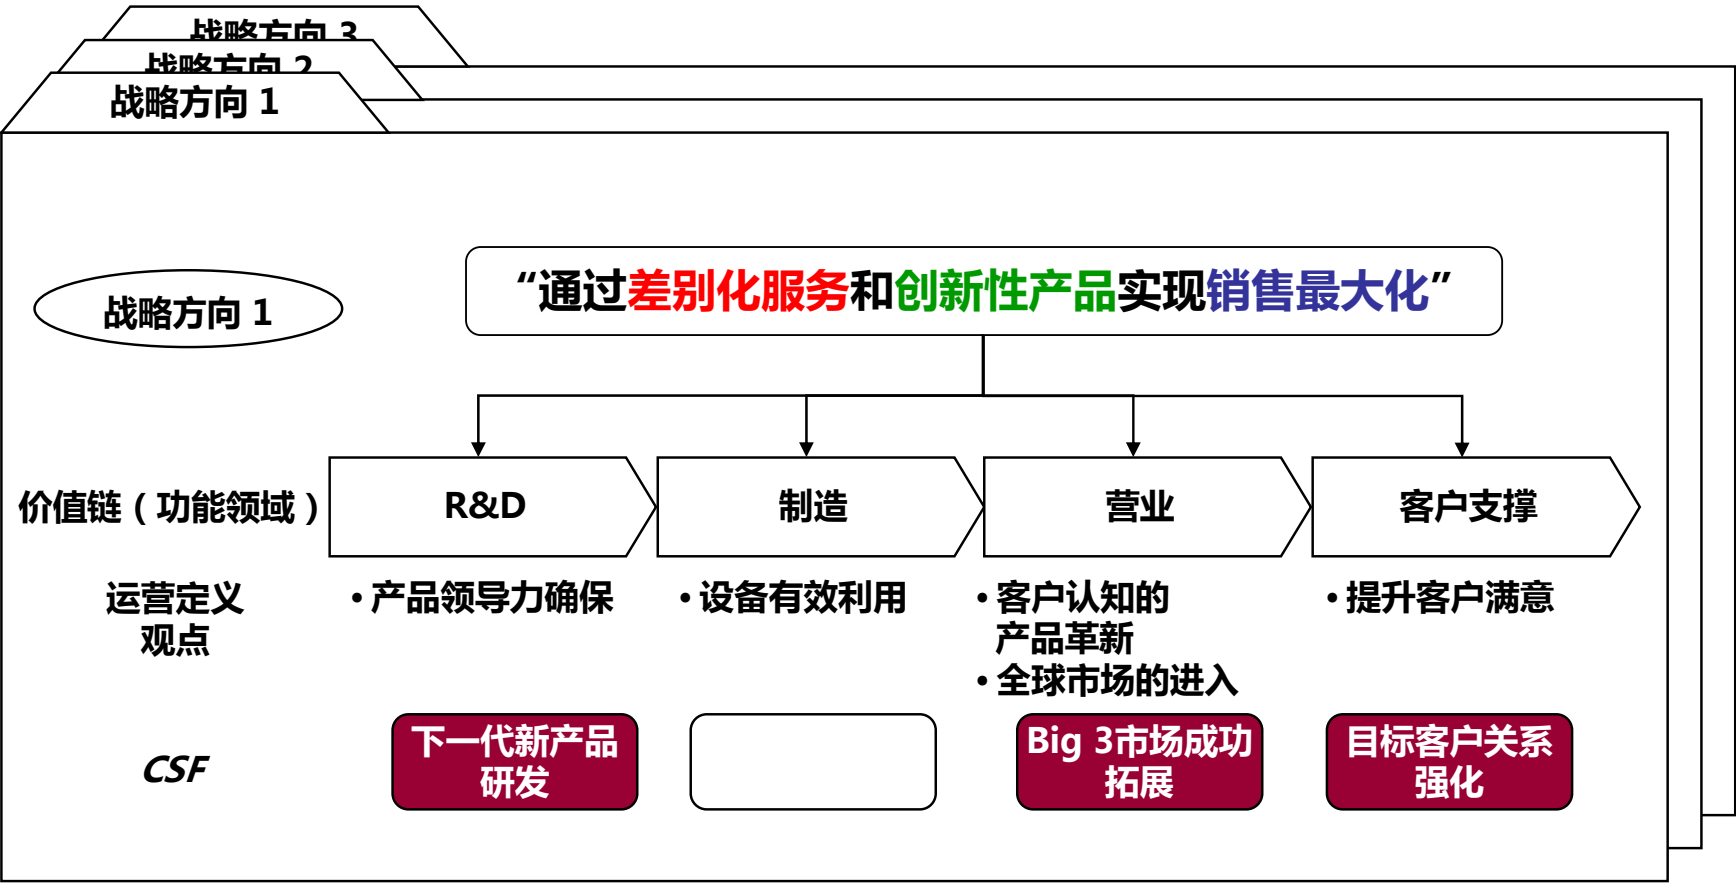 战略方向 3
战略方向 2
战略方向 1
战略方向 1
“通过差别化服务和创新性产品实现销售最大化”
价值链（功能领域）
R&D
制造
营业
客户支撑
运营定义
观点
• 产品领导力确保
• 设备有效利用
• 客户认知的
产品革新
• 全球市场的进入
• 提升客户满意
CSF
下一代新产品
研发
Big 3市场成功
拓展
目标客户关系
强化